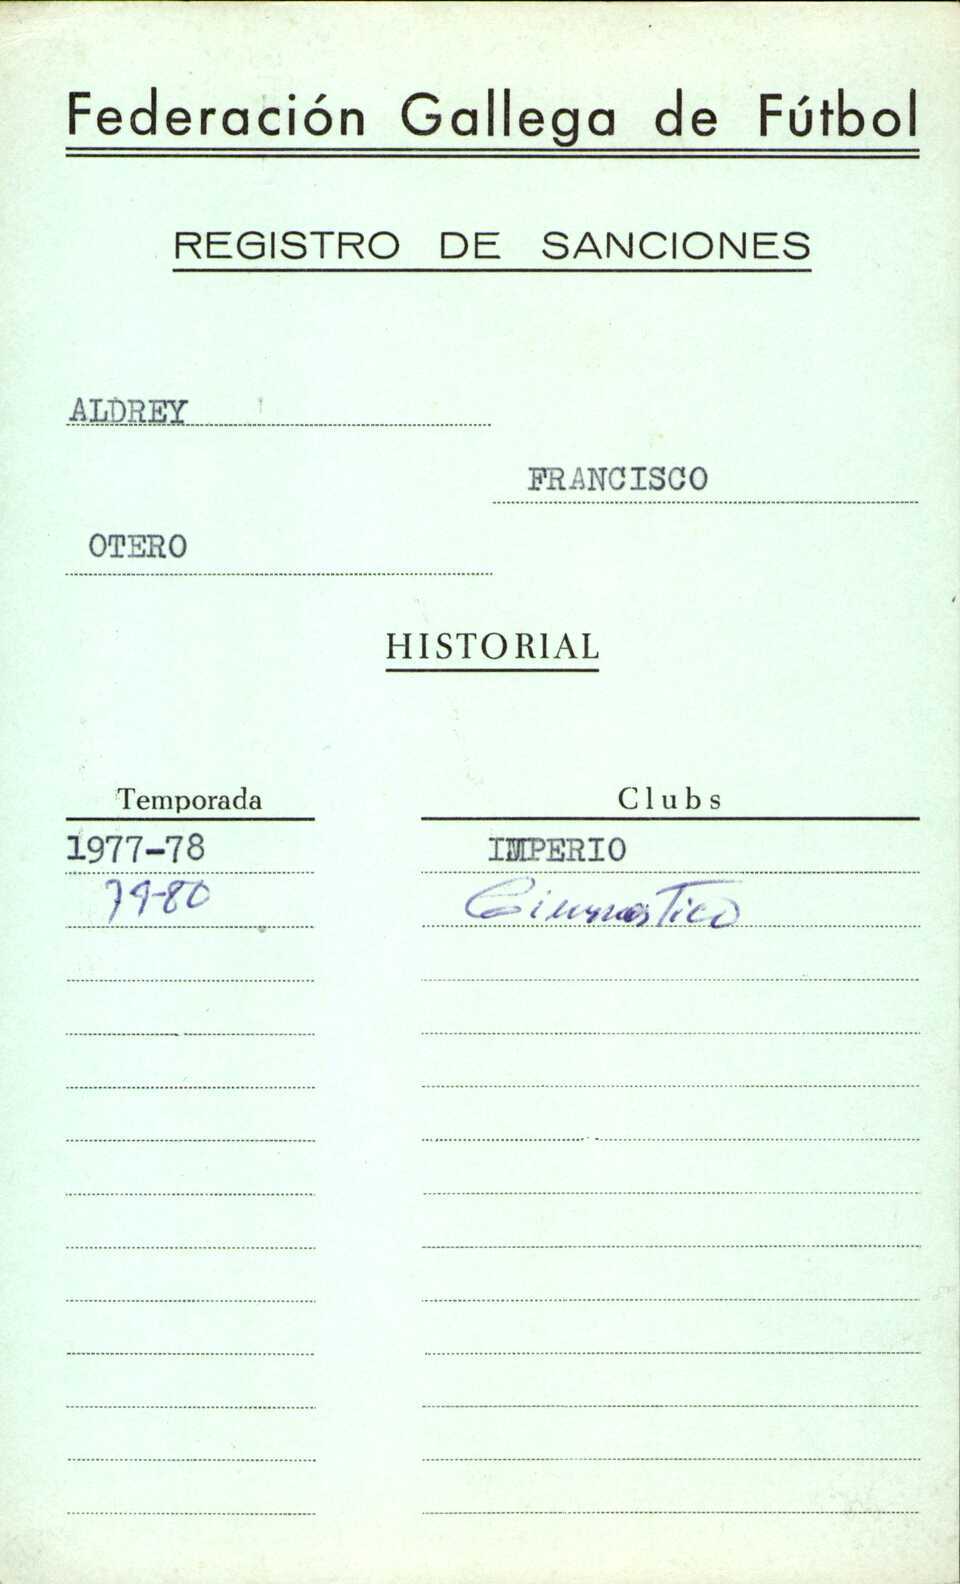 Federación Gallega de Fútbol
REGISTRO DE SANCIONES
ALDREY
FRANCISCO
OTERO
HISTORIAL
Temporada Clubs
1977-78 IMPERIO
79-80 Gimnastico